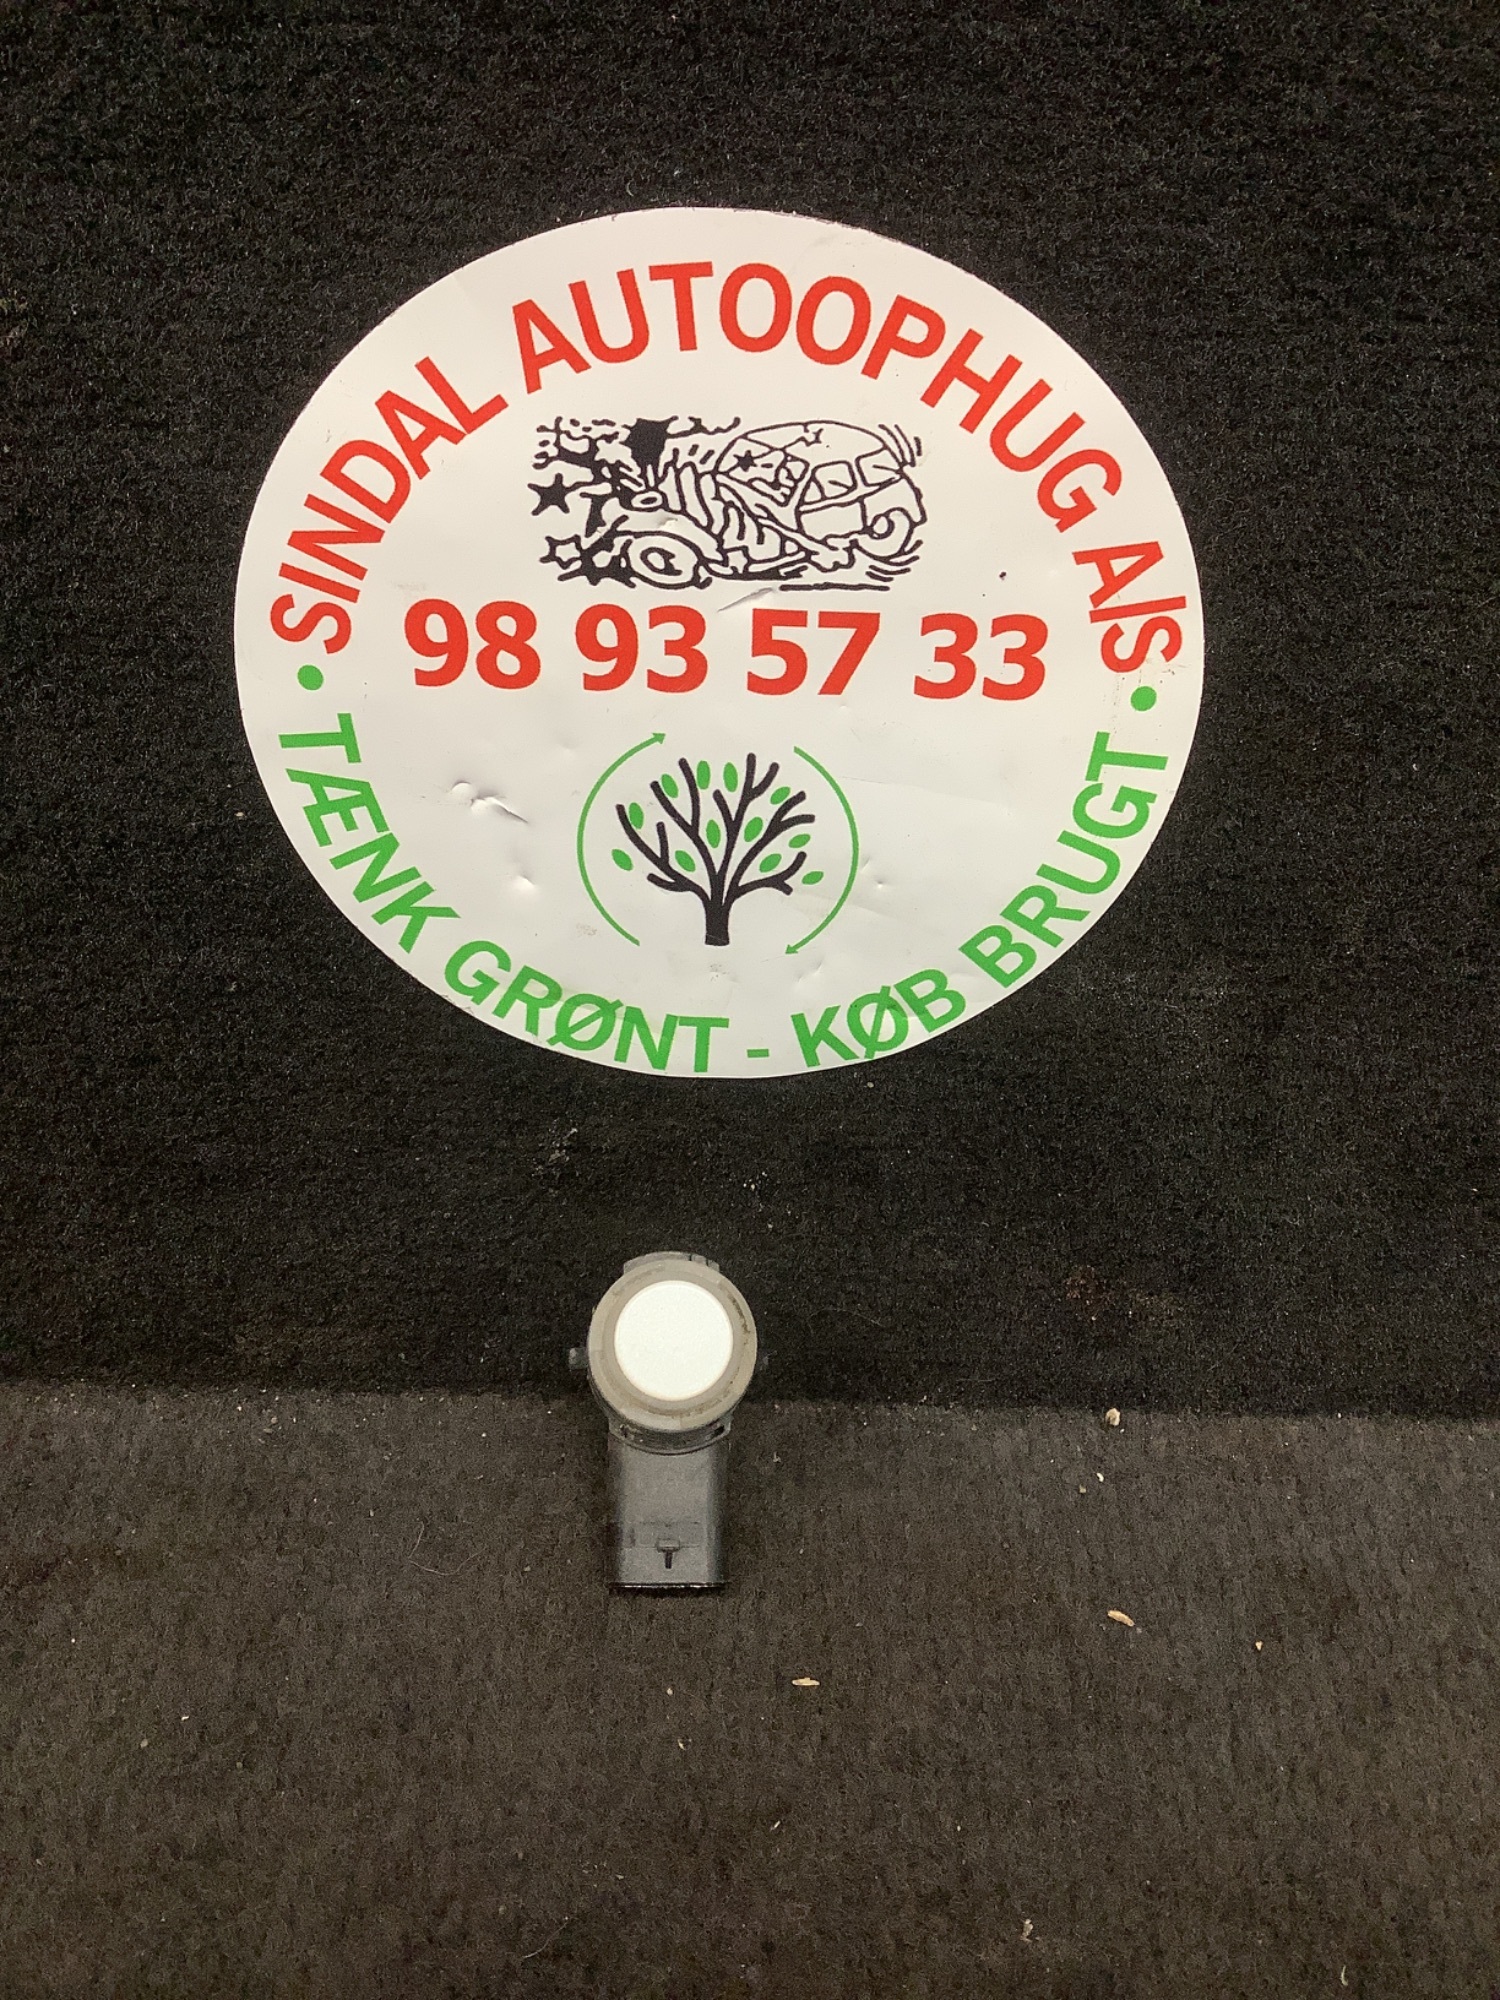 SINDAL AUTOOPHUG A/S
98 93 57 33
TÆNK GRØNT - KØB BRUGT